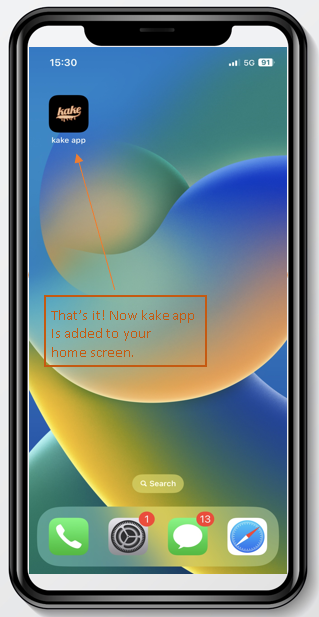 15:30
5G 91
kake
kake app
That's it! Now kake app
Is added to your
home screen.
Search
1
13